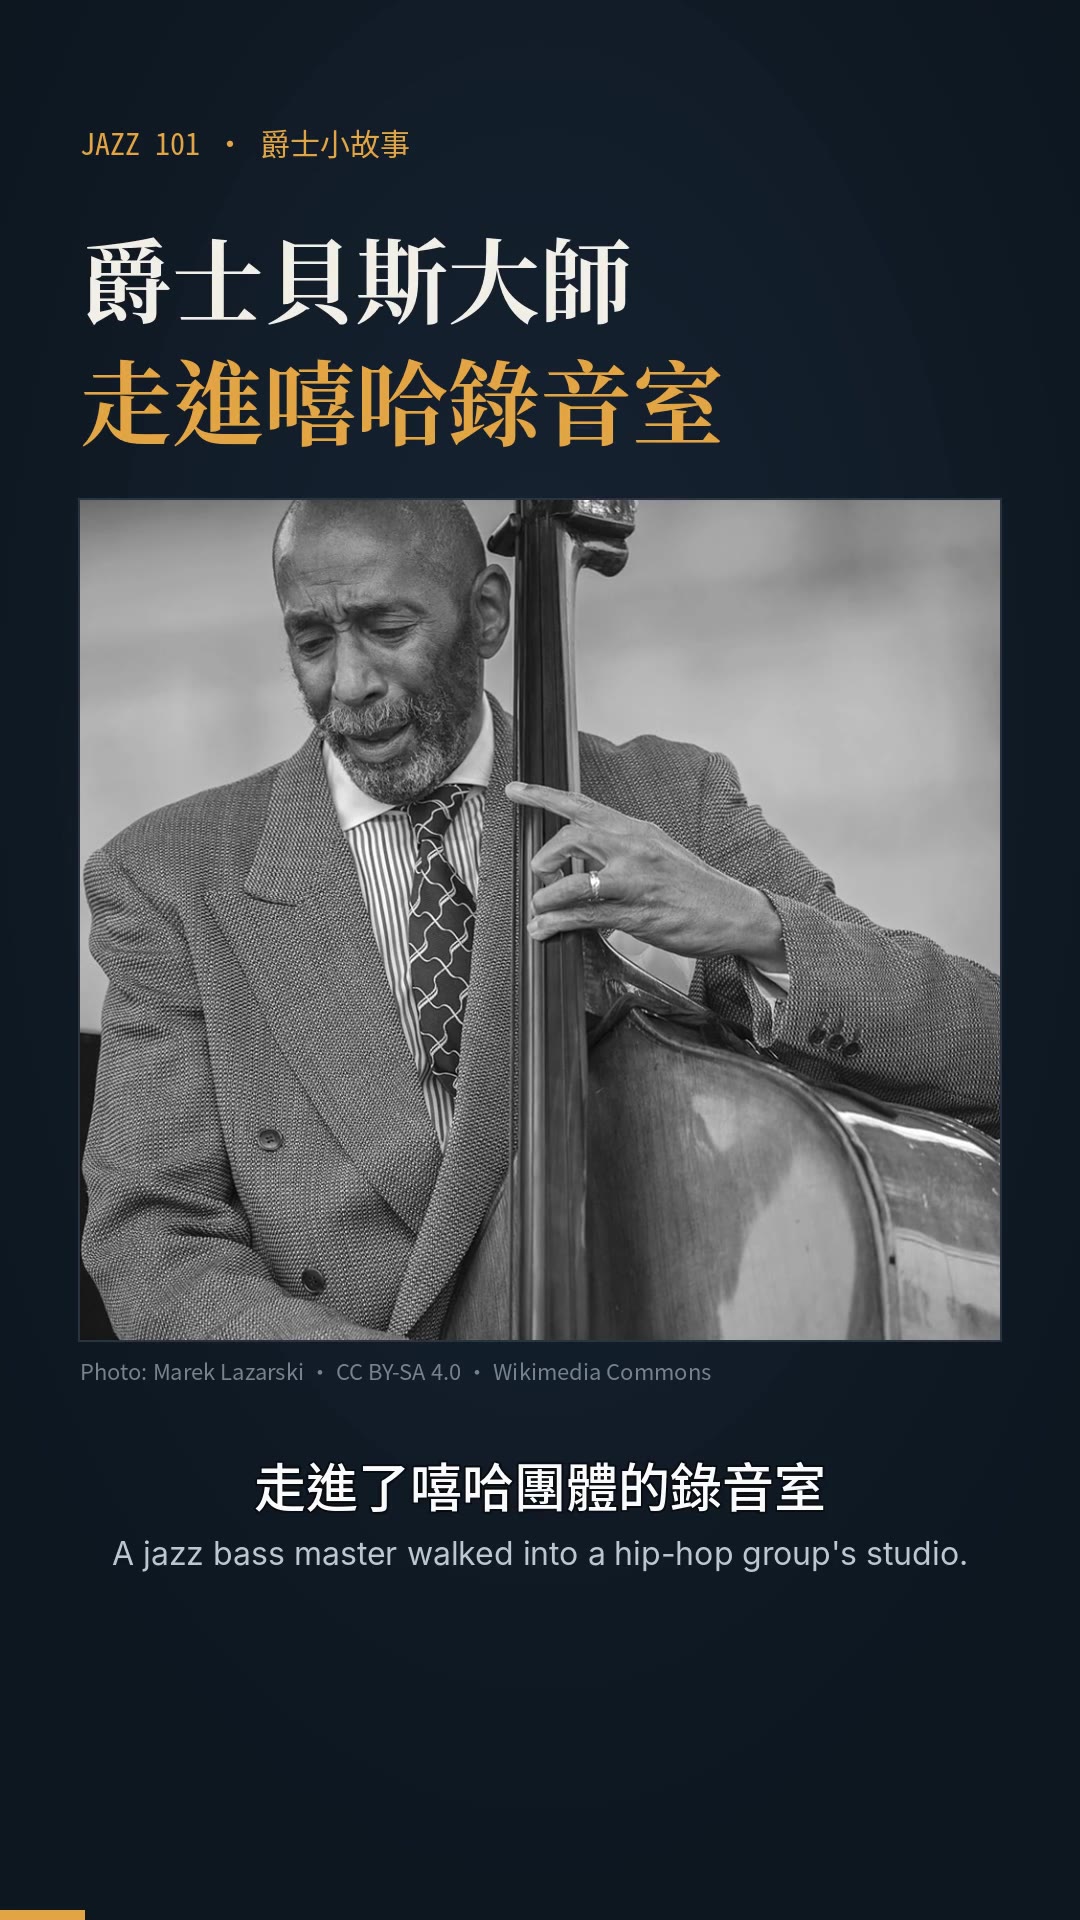 JAZZ 101 • 爵士小故事
爵士貝斯大師
走進嘻哈錄音室
Photo: Marek Lazarski • CC BY-SA 4.0 • Wikimedia Commons
走進了嘻哈團體的錄音室
A jazz bass master walked into a hip-hop group's studio.